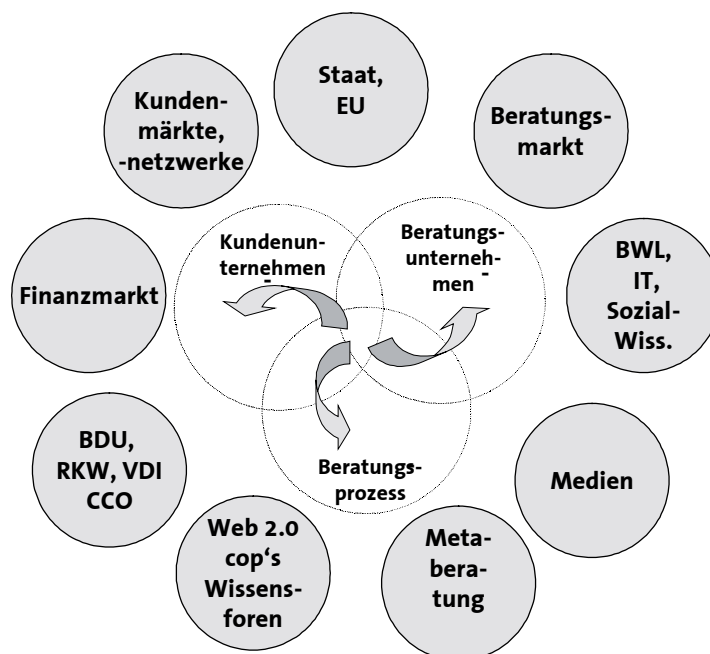 Staat,
EU
Kunden-
märkte,
-netzwerke
Beratungs-
markt
Kundenun-
ternehmen
Beratungs-
unterneh-
men
Finanzmarkt
BWL,
IT,
Sozial-
Wiss.
BDU,
RKW, VDI
CCO
Beratungs-
prozess
Medien
Web 2.0
cop‘s
Wissens-
foren
Meta-
bera-
tung